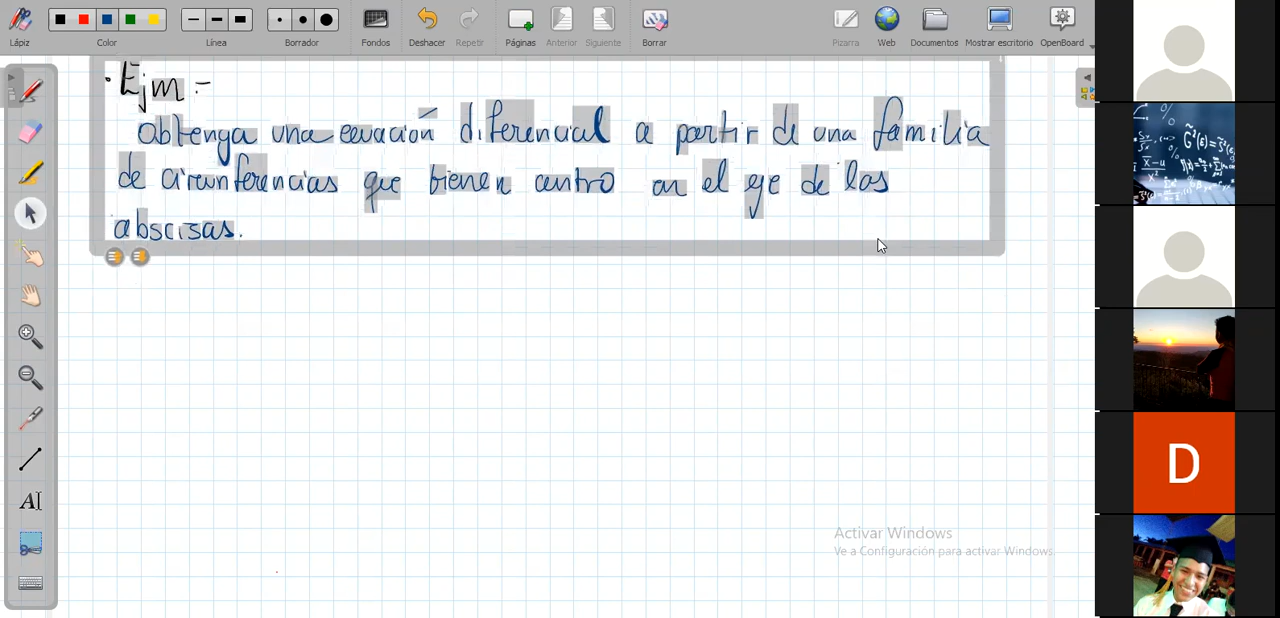 Lápiz
Color
Línea
Borrador
Fondos
Deshacer
Repetir
Páginas
Anterior
Siguiente
Borrar
Pizarra
Web
Documentos
Mostrar escritorio
OpenBoard
. Ejm -
obtenga una ecuación diferencial a partir de una familia
de circunferencias que bienen centro en el eje de las
abscisas.
Activar Windows
Ve a Configuración para activar Windows.
D